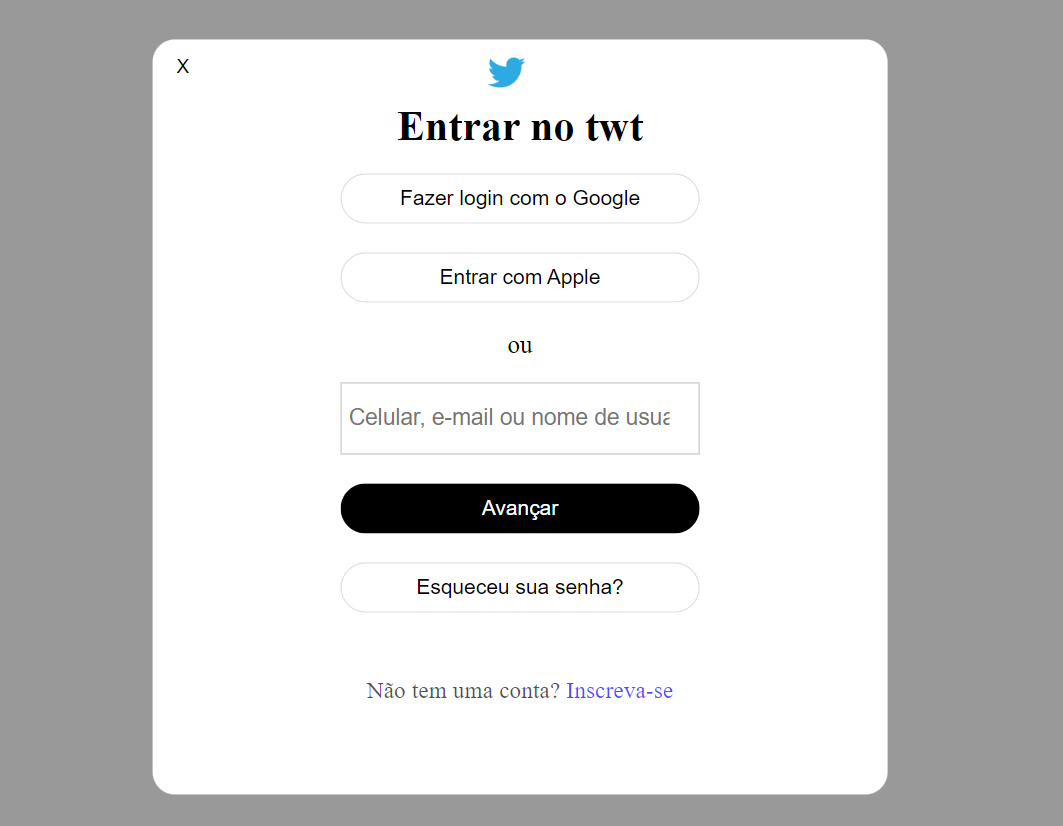 X
Entrar no twt
Fazer login com o Google
Entrar com Apple
ou
Celular, e-mail ou nome de usua
Avançar
Esqueceu sua senha?
Não tem uma conta? Inscreva-se